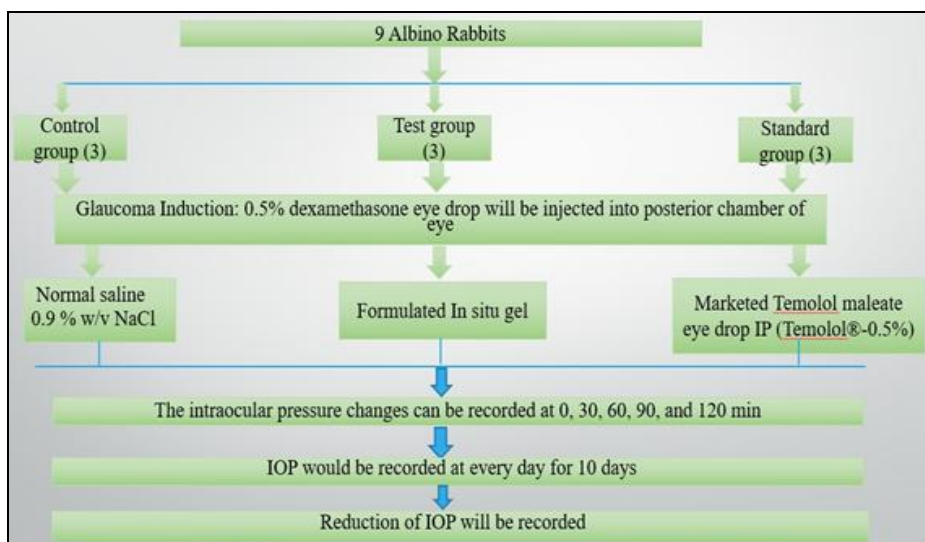 9 Albino Rabbits
Control
group (3)
Test group
(3)
Standard
group (3)
Glaucoma Induction: 0.5% dexamethasone eye drop will be injected into posterior chamber of
eye
Normal saline
0.9 % w/v NaCl
Formulated In situ gel
Marketed Temolol maleate
eye drop IP (Temolol®-0.5%)
The intraocular pressure changes can be recorded at 0, 30, 60, 90, and 120 min
IOP would be recorded at every day for 10 days
Reduction of IOP will be recorded